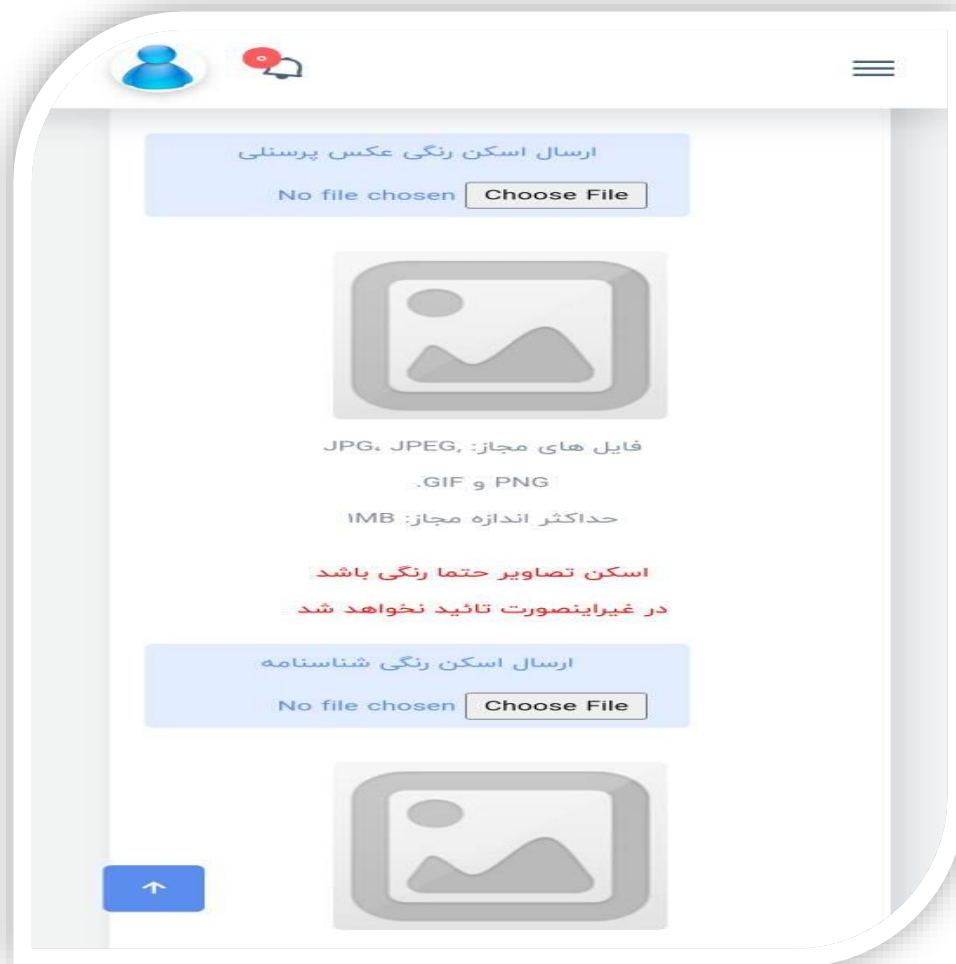 ۰
ارسال اسکن رنگی عکس پرسنلی
Choose File No file chosen
فایل های مجاز: JPG، JPEG,
PNG و GIF.
حداکثر اندازه مجاز: ۱MB
اسکن تصاویر حتما رنگی باشد
در غیراینصورت تائید نخواهد شد
ارسال اسکن رنگی شناسنامه
Choose File No file chosen